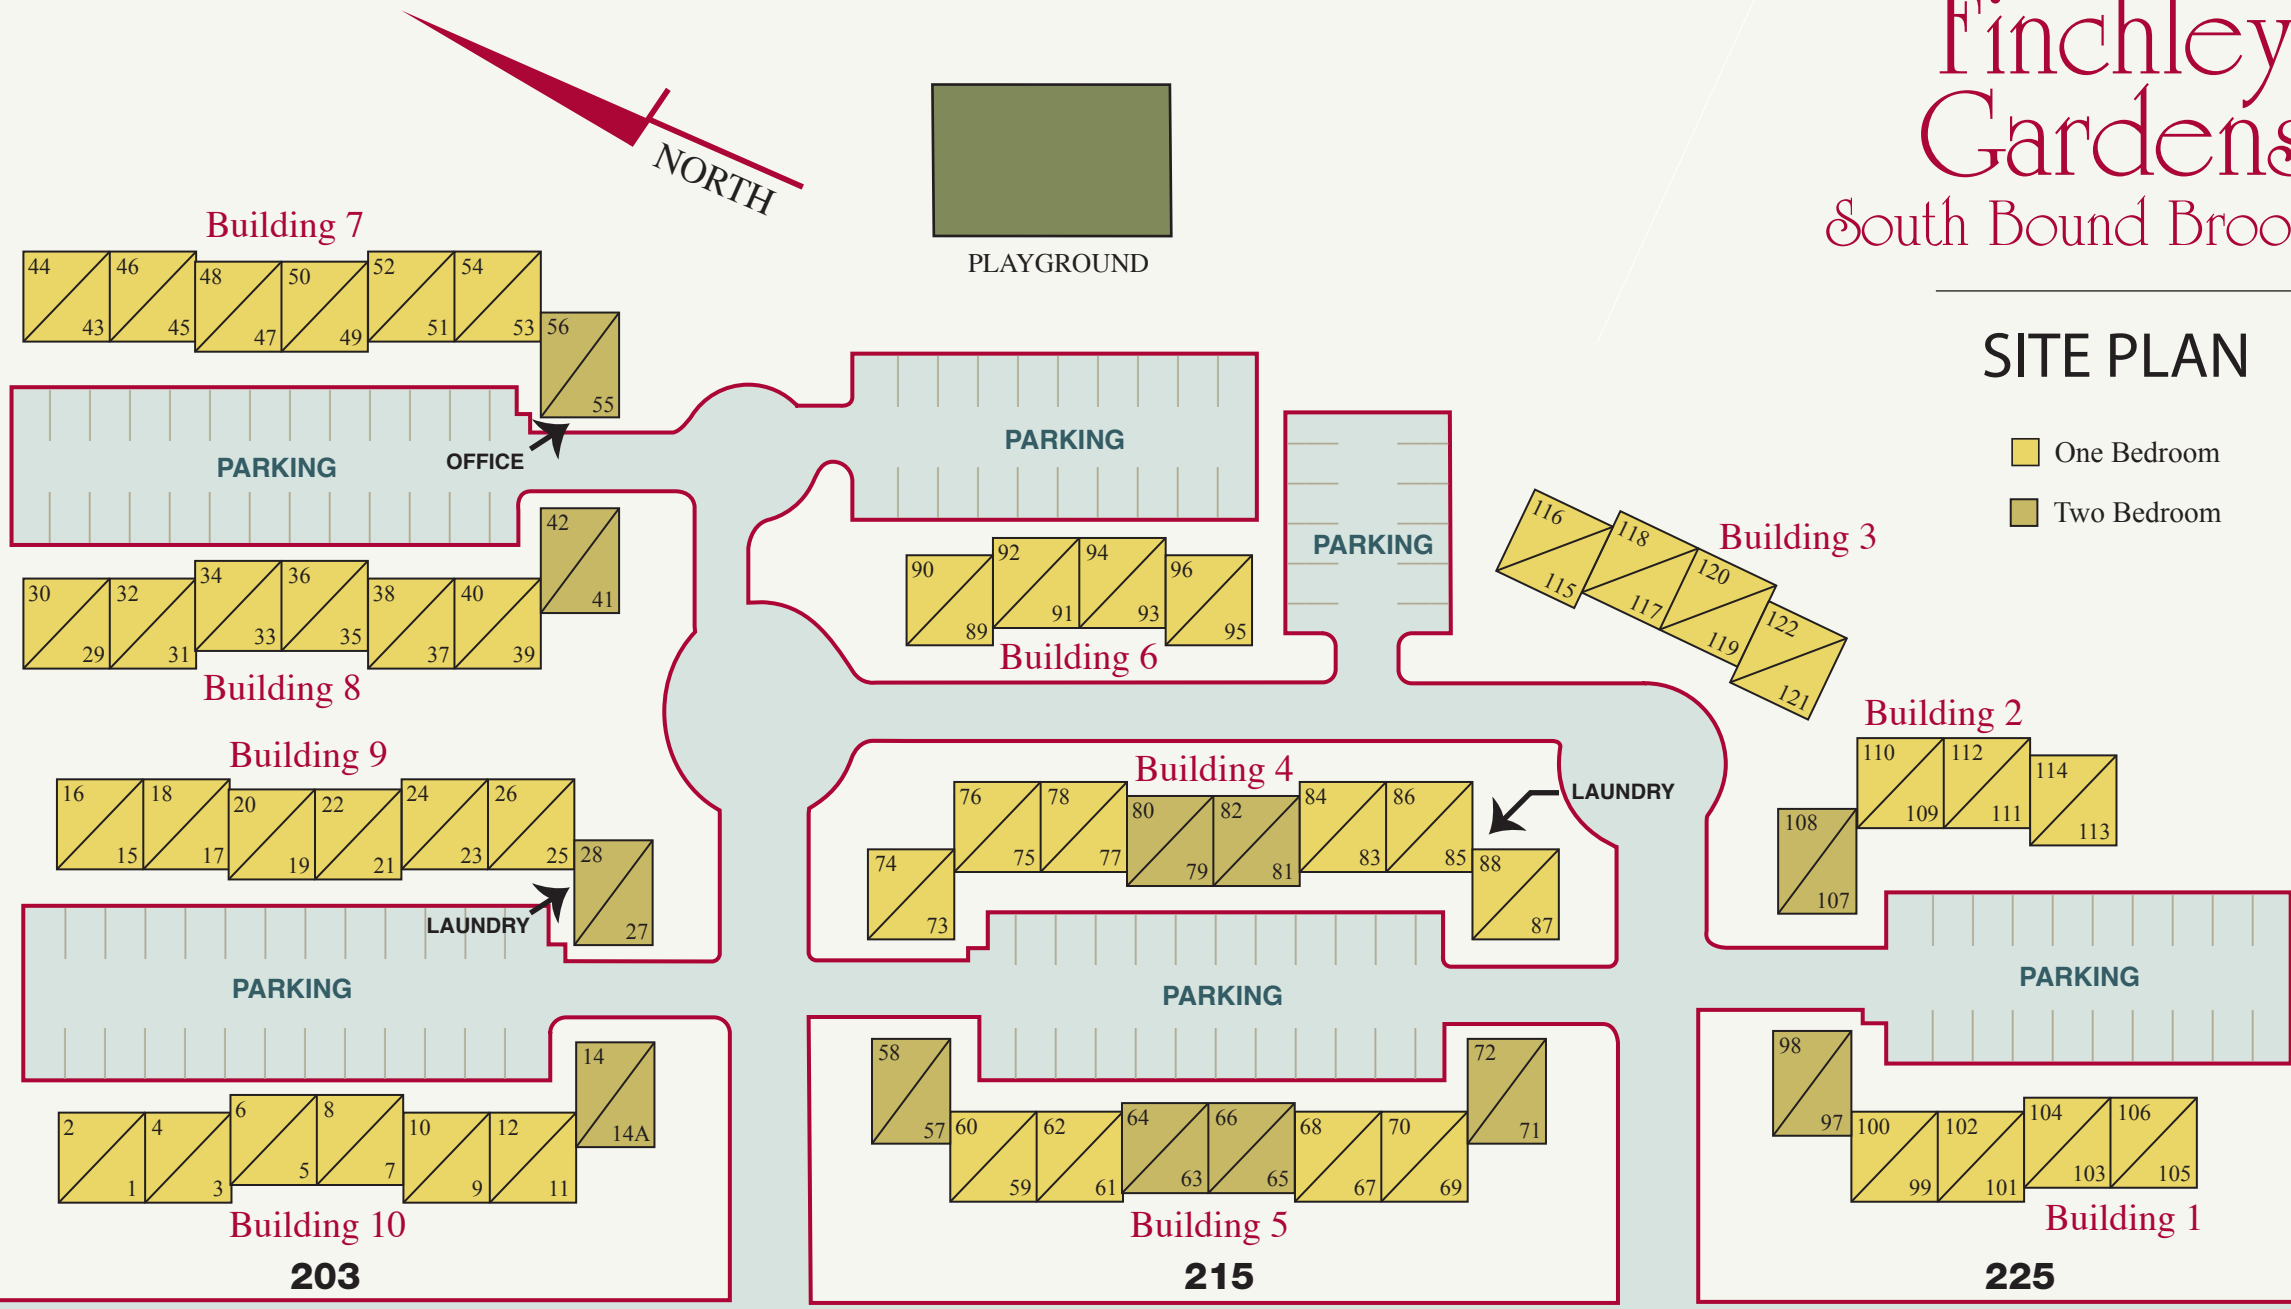 Finchley
Gardens
South Bound Broo
SITE PLAN
One Bedroom
Two Bedroom
NORTH
PLAYGROUND
Building 7
44 46 48 50 52 54 56
43 45 47 49 51 53 55
PARKING
OFFICE
30 32 34 36 38 40 42
29 31 33 35 37 39 41
Building 8
PARKING
90 92 94 96
89 91 93 95
Building 6
PARKING
Building 3
116 118 120 122
115 117 119 121
Building 2
108 110 112 114
107 109 111 113
Building 9
16 18 20 22 24 26 28
15 17 19 21 23 25 27
LAUNDRY
PARKING
2 4 6 8 10 12 14
1 3 5 7 9 11 14A
Building 10
203
Building 4
LAUNDRY
74 76 78 80 82 84 86 88
73 75 77 79 81 83 85 87
PARKING
58 60 62 64 66 68 70 72
57 59 61 63 65 67 69 71
Building 5
215
PARKING
98 100 102 104 106
97 99 101 103 105
Building 1
225